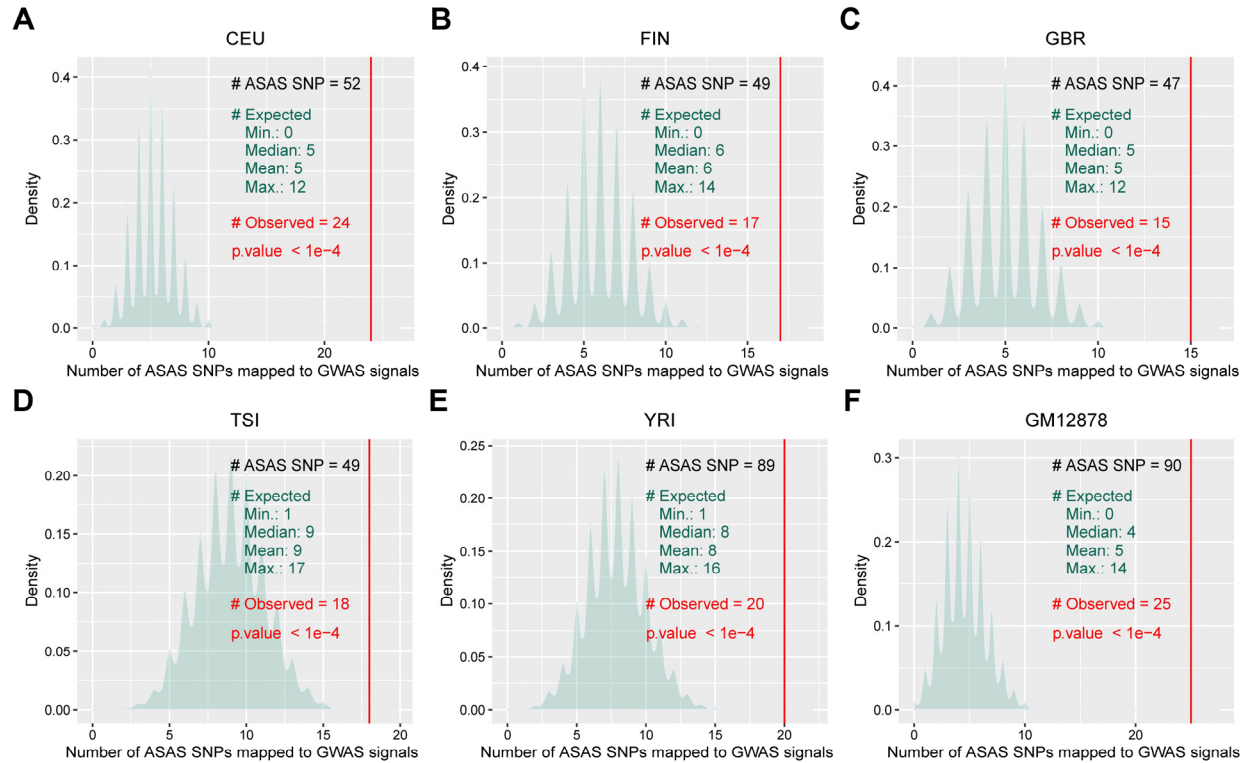 A
CEU
# ASAS SNP = 52
# Expected
Min.: 0
Median: 5
Mean: 5
Max.: 12
# Observed = 24
p.value < 1e−4
Density
0.4
0.3
0.2
0.1
0.0
0 10 20
Number of ASAS SNPs mapped to GWAS signals
B
FIN
# ASAS SNP = 49
# Expected
Min.: 0
Median: 6
Mean: 6
Max.: 14
# Observed = 17
p.value < 1e−4
Density
0.4
0.3
0.2
0.1
0.0
0 5 10 15
Number of ASAS SNPs mapped to GWAS signals
C
GBR
# ASAS SNP = 47
# Expected
Min.: 0
Median: 5
Mean: 5
Max.: 12
# Observed = 15
p.value < 1e−4
Density
0.4
0.3
0.2
0.1
0.0
0 5 10 15
Number of ASAS SNPs mapped to GWAS signals
D
TSI
# ASAS SNP = 49
# Expected
Min.: 1
Median: 9
Mean: 9
Max.: 17
# Observed = 18
p.value < 1e−4
Density
0.20
0.15
0.10
0.05
0.00
0 5 10 15 20
Number of ASAS SNPs mapped to GWAS signals
E
YRI
# ASAS SNP = 89
# Expected
Min.: 1
Median: 8
Mean: 8
Max.: 16
# Observed = 20
p.value < 1e−4
Density
0.25
0.20
0.15
0.10
0.05
0.00
0 5 10 15 20
Number of ASAS SNPs mapped to GWAS signals
F
GM12878
# ASAS SNP = 90
# Expected
Min.: 0
Median: 4
Mean: 5
Max.: 14
# Observed = 25
p.value < 1e−4
Density
0.3
0.2
0.1
0.0
0 10 20
Number of ASAS SNPs mapped to GWAS signals